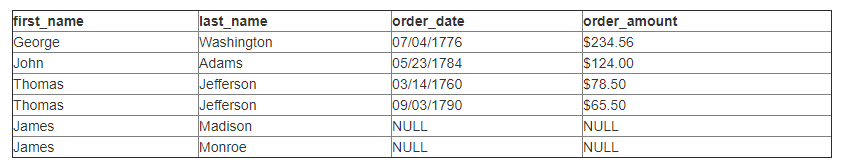 first_name last_name order_date order_amount
George Washington 07/04/1776 $234.56
John Adams 05/23/1784 $124.00
Thomas Jefferson 03/14/1760 $78.50
Thomas Jefferson 09/03/1790 $65.50
James Madison NULL NULL
James Monroe NULL NULL